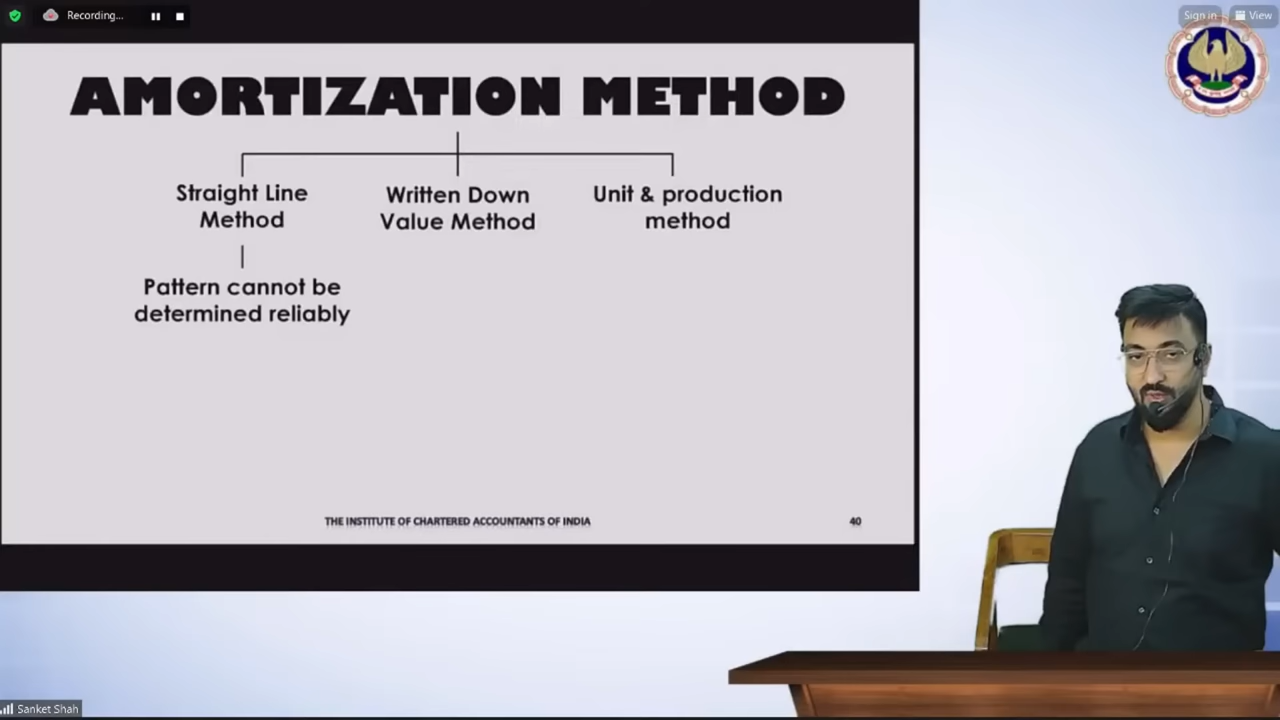 Recording...
Sign in
View
AMORTIZATION METHOD
Straight Line
Method
Written Down
Value Method
Unit & production
method
Pattern cannot be
determined reliably
THE INSTITUTE OF CHARTERED ACCOUNTANTS OF INDIA
40
Sanket Shah